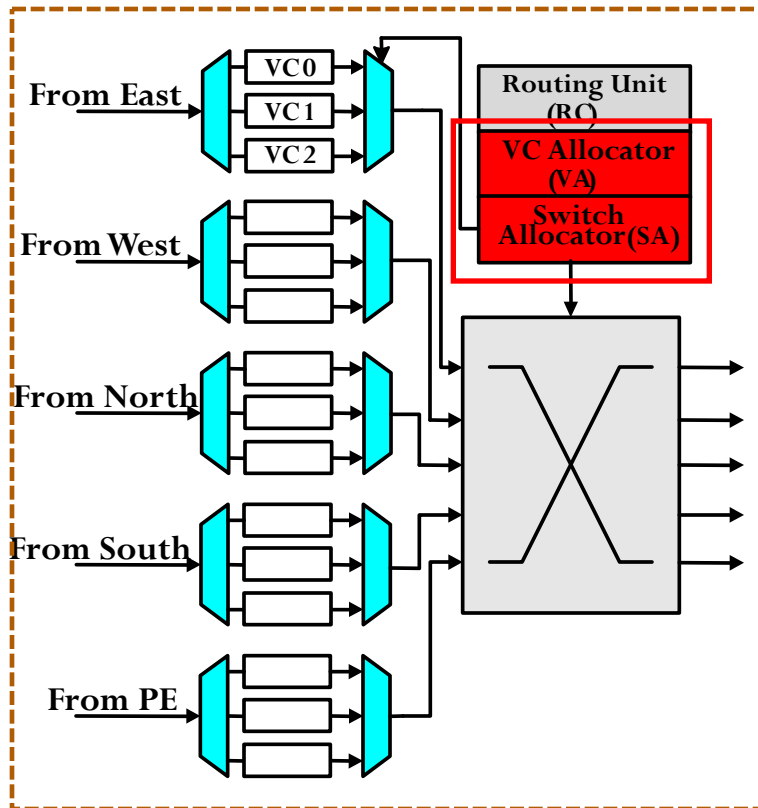 From East
VC0
VC1
VC2
Routing Unit
(RC)
VC Allocator
(VA)
Switch
Allocator(SA)
From West
From North
From South
From PE